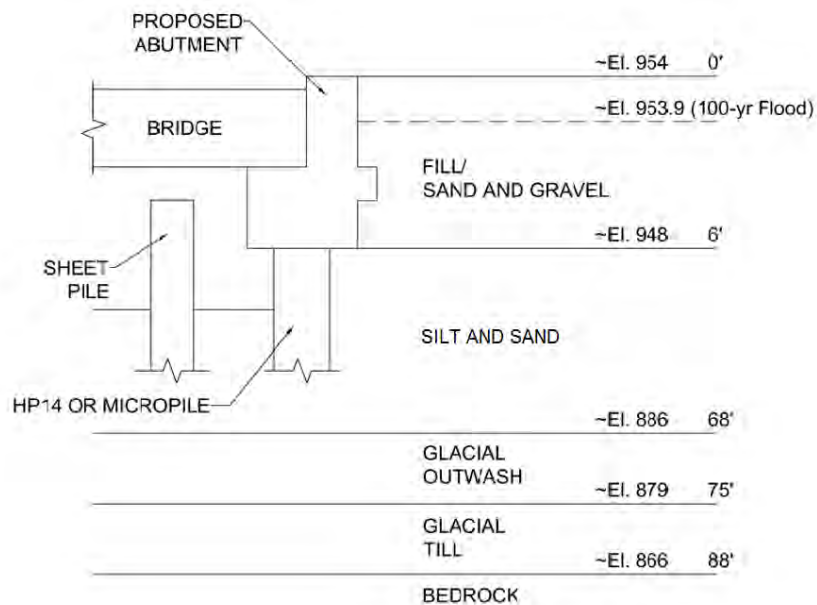 PROPOSED
ABUTMENT
~El. 954 0'
~El. 953.9 (100-yr Flood)
BRIDGE
FILL/
SAND AND GRAVEL
~El. 948 6'
SHEET
PILE
SILT AND SAND
HP14 OR MICROPILE
~El. 886 68'
GLACIAL
OUTWASH
~El. 879 75'
GLACIAL
TILL
~El. 866 88'
BEDROCK